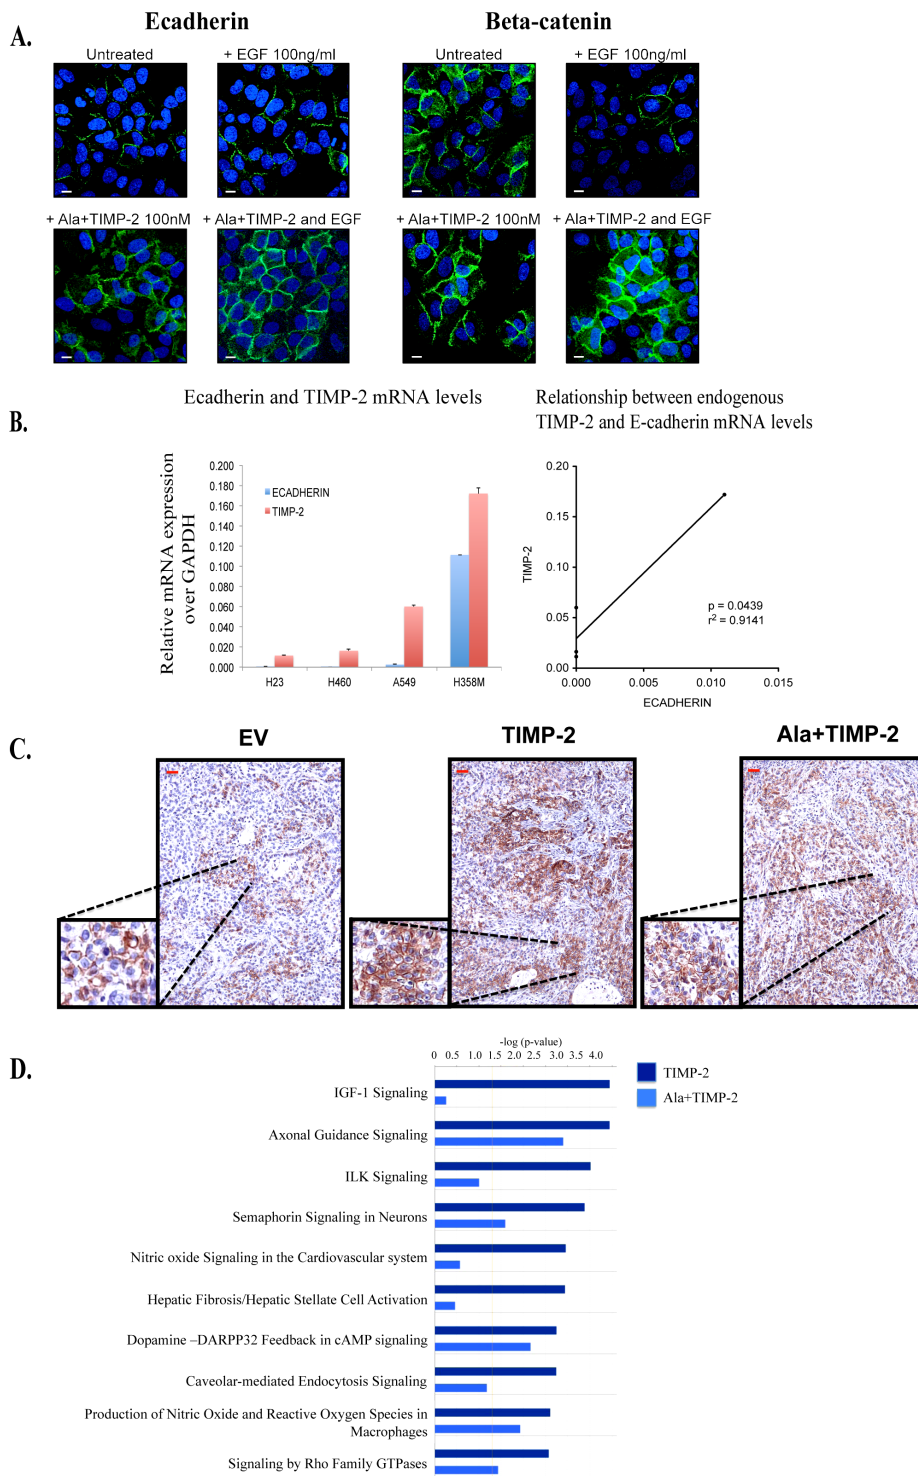 A.
Ecadherin
Beta-catenin
Untreated
+ EGF 100ng/ml
Untreated
+ EGF 100ng/ml
+ Ala+TIMP-2 100nM
+ Ala+TIMP-2 and EGF
+ Ala+TIMP-2 100nM
+ Ala+TIMP-2 and EGF
B.
Ecadherin and TIMP-2 mRNA levels
Relative mRNA expression
over GAPDH
0.200
0.180
0.160
0.140
0.120
0.100
0.080
0.060
0.040
0.020
0.000
ECADHERIN
TIMP-2
H23
H460
A549
H358M
Relationship between endogenous
TIMP-2 and E-cadherin mRNA levels
TIMP-2
0.20
0.15
0.10
0.05
0.00
p = 0.0439
r² = 0.9141
0.000
0.005
0.010
0.015
ECADHERIN
C.
EV
TIMP-2
Ala+TIMP-2
D.
-log (p-value)
0 0.5 1.0 1.5 2.0 2.5 3.0 3.5 4.0
TIMP-2
Ala+TIMP-2
IGF-1 Signaling
Axonal Guidance Signaling
ILK Signaling
Semaphorin Signaling in Neurons
Nitric oxide Signaling in the Cardiovascular system
Hepatic Fibrosis/Hepatic Stellate Cell Activation
Dopamine –DARPP32 Feedback in cAMP signaling
Caveolar-mediated Endocytosis Signaling
Production of Nitric Oxide and Reactive Oxygen Species in
Macrophages
Signaling by Rho Family GTPases